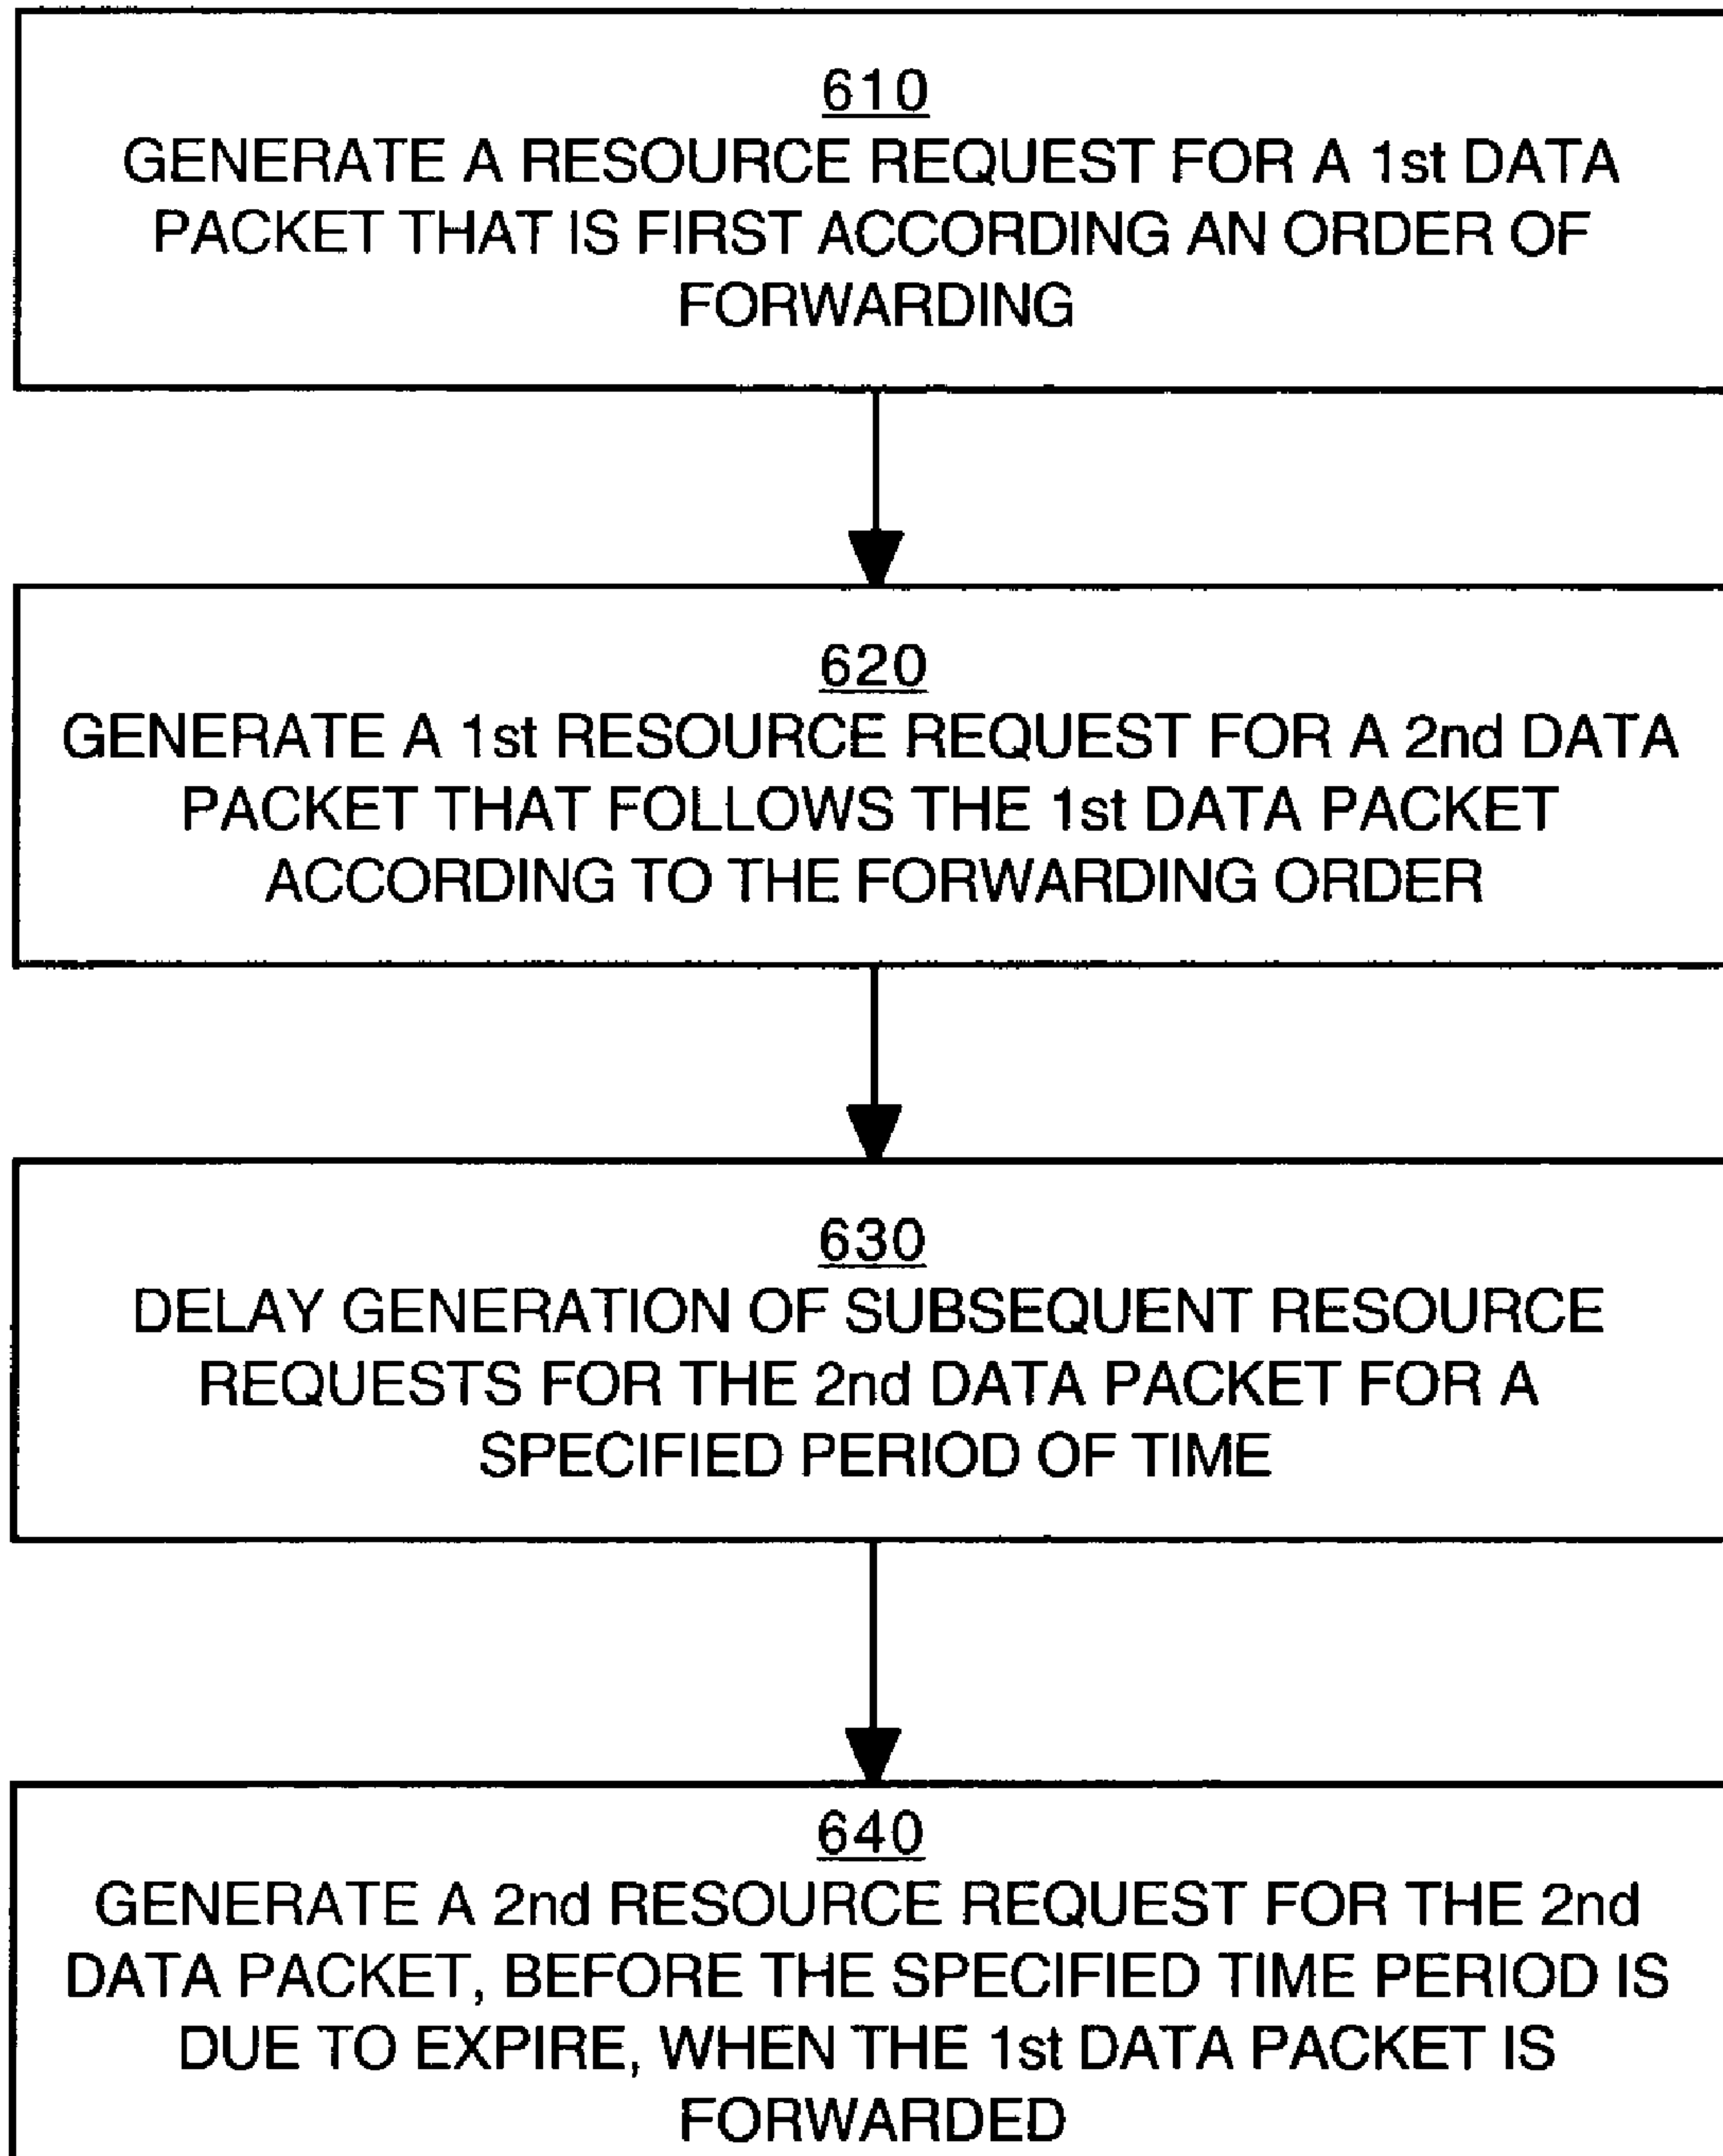 610
GENERATE A RESOURCE REQUEST FOR A 1st DATA
PACKET THAT IS FIRST ACCORDING AN ORDER OF
FORWARDING
620
GENERATE A 1st RESOURCE REQUEST FOR A 2nd DATA
PACKET THAT FOLLOWS THE 1st DATA PACKET
ACCORDING TO THE FORWARDING ORDER
630
DELAY GENERATION OF SUBSEQUENT RESOURCE
REQUESTS FOR THE 2nd DATA PACKET FOR A
SPECIFIED PERIOD OF TIME
640
GENERATE A 2nd RESOURCE REQUEST FOR THE 2nd
DATA PACKET, BEFORE THE SPECIFIED TIME PERIOD IS
DUE TO EXPIRE, WHEN THE 1st DATA PACKET IS
FORWARDED